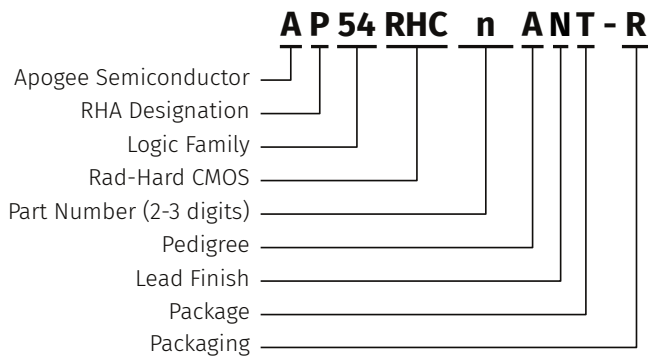 A P 54 RHC n A N T - R
Apogee Semiconductor
RHA Designation
Logic Family
Rad-Hard CMOS
Part Number (2-3 digits)
Pedigree
Lead Finish
Package
Packaging